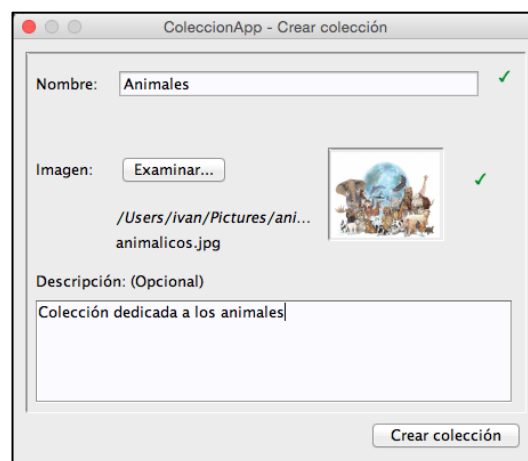 ColeccionApp - Crear colección
Nombre: Animales ✓
Imagen: Examinar... ✓
/Users/ivan/Pictures/ani...
animalicos.jpg
Descripción: (Opcional)
Colección dedicada a los animales
Crear colección